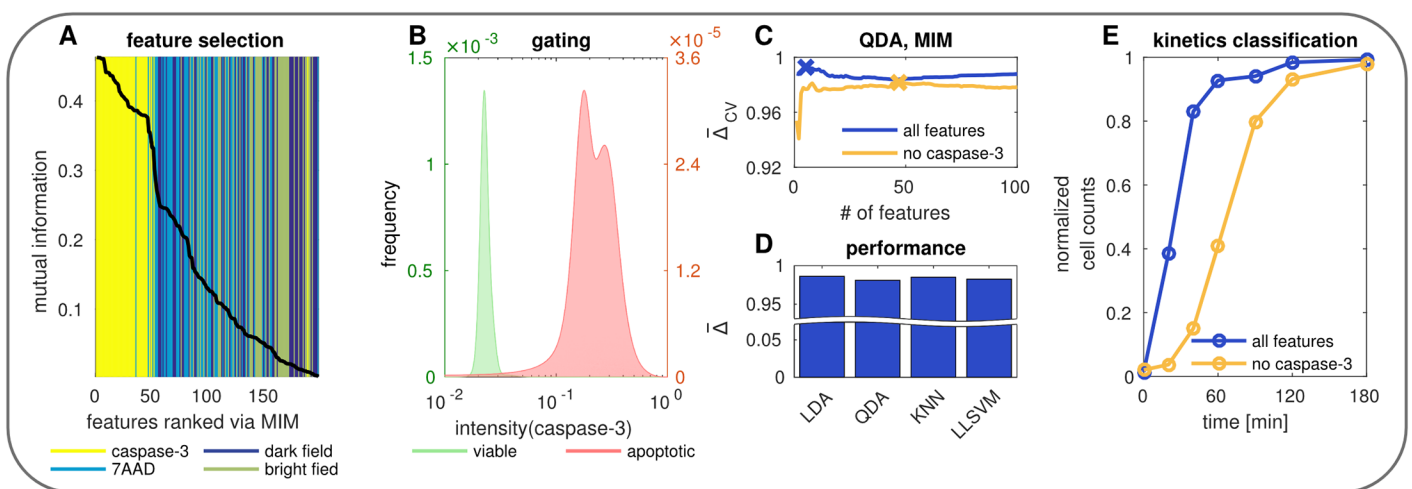 A
feature selection
mutual information
0.4
0.3
0.2
0.1
0 50 100 150
features ranked via MIM
caspase-3
7AAD
dark field
bright fied
B
×10^-3
gating
×10^-5
frequency
1.5
1
0.5
0
3.6
2.4
1.2
0
10^-2 10^-1 10^0
intensity(caspase-3)
viable
apoptotic
C
QDA, MIM
Δ̄CV
1
0.96
0.92
all features
no caspase-3
0 50 100
# of features
D
performance
Δ̄
1
0.95
0.05
0
LDA
QDA
KNN
LLSVM
E
kinetics classification
normalized
cell counts
1
0.8
0.6
0.4
0.2
0
all features
no caspase-3
0 60 120 180
time [min]